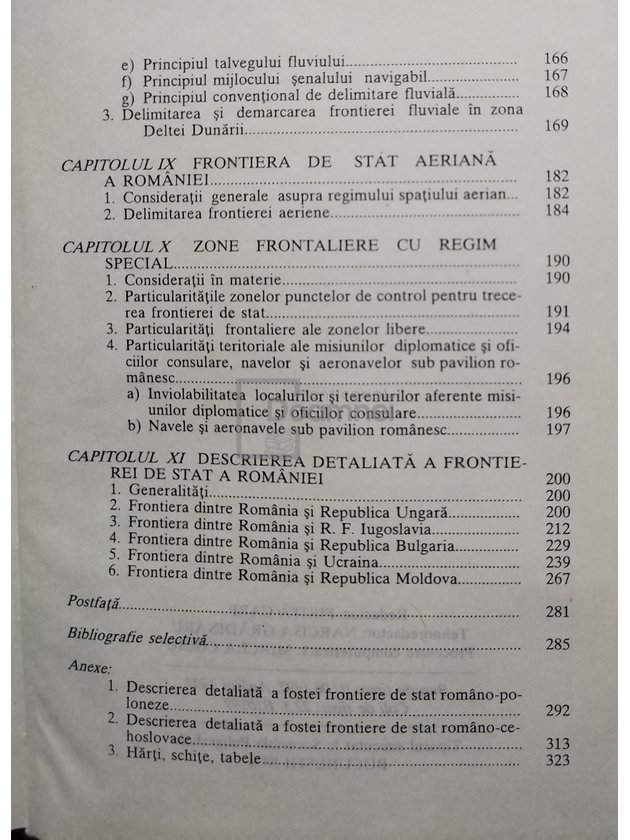 e) Principiul talvegului fluviului.......................................... 166
f) Principiul mijlocului şenalului navigabil...................... 167
g) Principiul convenţional de delimitare fluvială................ 168
3. Delimitarea şi demarcarea frontierei fluviale în zona
Deltei Dunării.............................................................. 169
CAPITOLUL IX FRONTIERA DE STAT AERIANĂ
A ROMÂNIEI.................................................................. 182
1. Consideraţii generale asupra regimului spaţiului aerian... 182
2. Delimitarea frontierei aeriene........................................ 184
CAPITOLUL X ZONE FRONTALIERE CU REGIM
SPECIAL........................................................................ 190
1. Consideraţii în materie.................................................. 190
2. Particularităţile zonelor punctelor de control pentru trece-
rea frontierei de stat...................................................... 191
3. Particularităţi frontaliere ale zonelor libere.................... 194
4. Particularităţi teritoriale ale misiunilor diplomatice şi ofi-
ciilor consulare, navelor şi aeronavelor sub pavilion ro-
mânesc........................................................................ 196
a) Inviolabilitatea localurilor şi terenurilor aferente misi-
unilor diplomatice şi oficiilor consulare........................ 196
b) Navele şi aeronavele sub pavilion românesc................. 197
CAPITOLUL XI DESCRIEREA DETALIATĂ A FRONTIE-
REI DE STAT A ROMÂNIEI 200
1. Generalităţi.................................................................. 200
2. Frontiera dintre România şi Republica Ungară................ 200
3. Frontiera dintre România şi R. F. Iugoslavia................... 212
4. Frontiera dintre România şi Republica Bulgaria.............. 229
5. Frontiera dintre România şi Ucraina............................... 239
6. Frontiera dintre România şi Republica Moldova.............. 267
Postfaţă........................................................................... 281
Bibliografie selectivă......................................................... 285
Anexe:
1. Descrierea detaliată a fostei frontiere de stat româno-po-
loneze.......................................................................... 292
2. Descrierea detaliată a fostei frontiere de stat româno-ce-
hoslovace..................................................................... 313
3. Hărţi, schiţe, tabele...................................................... 323